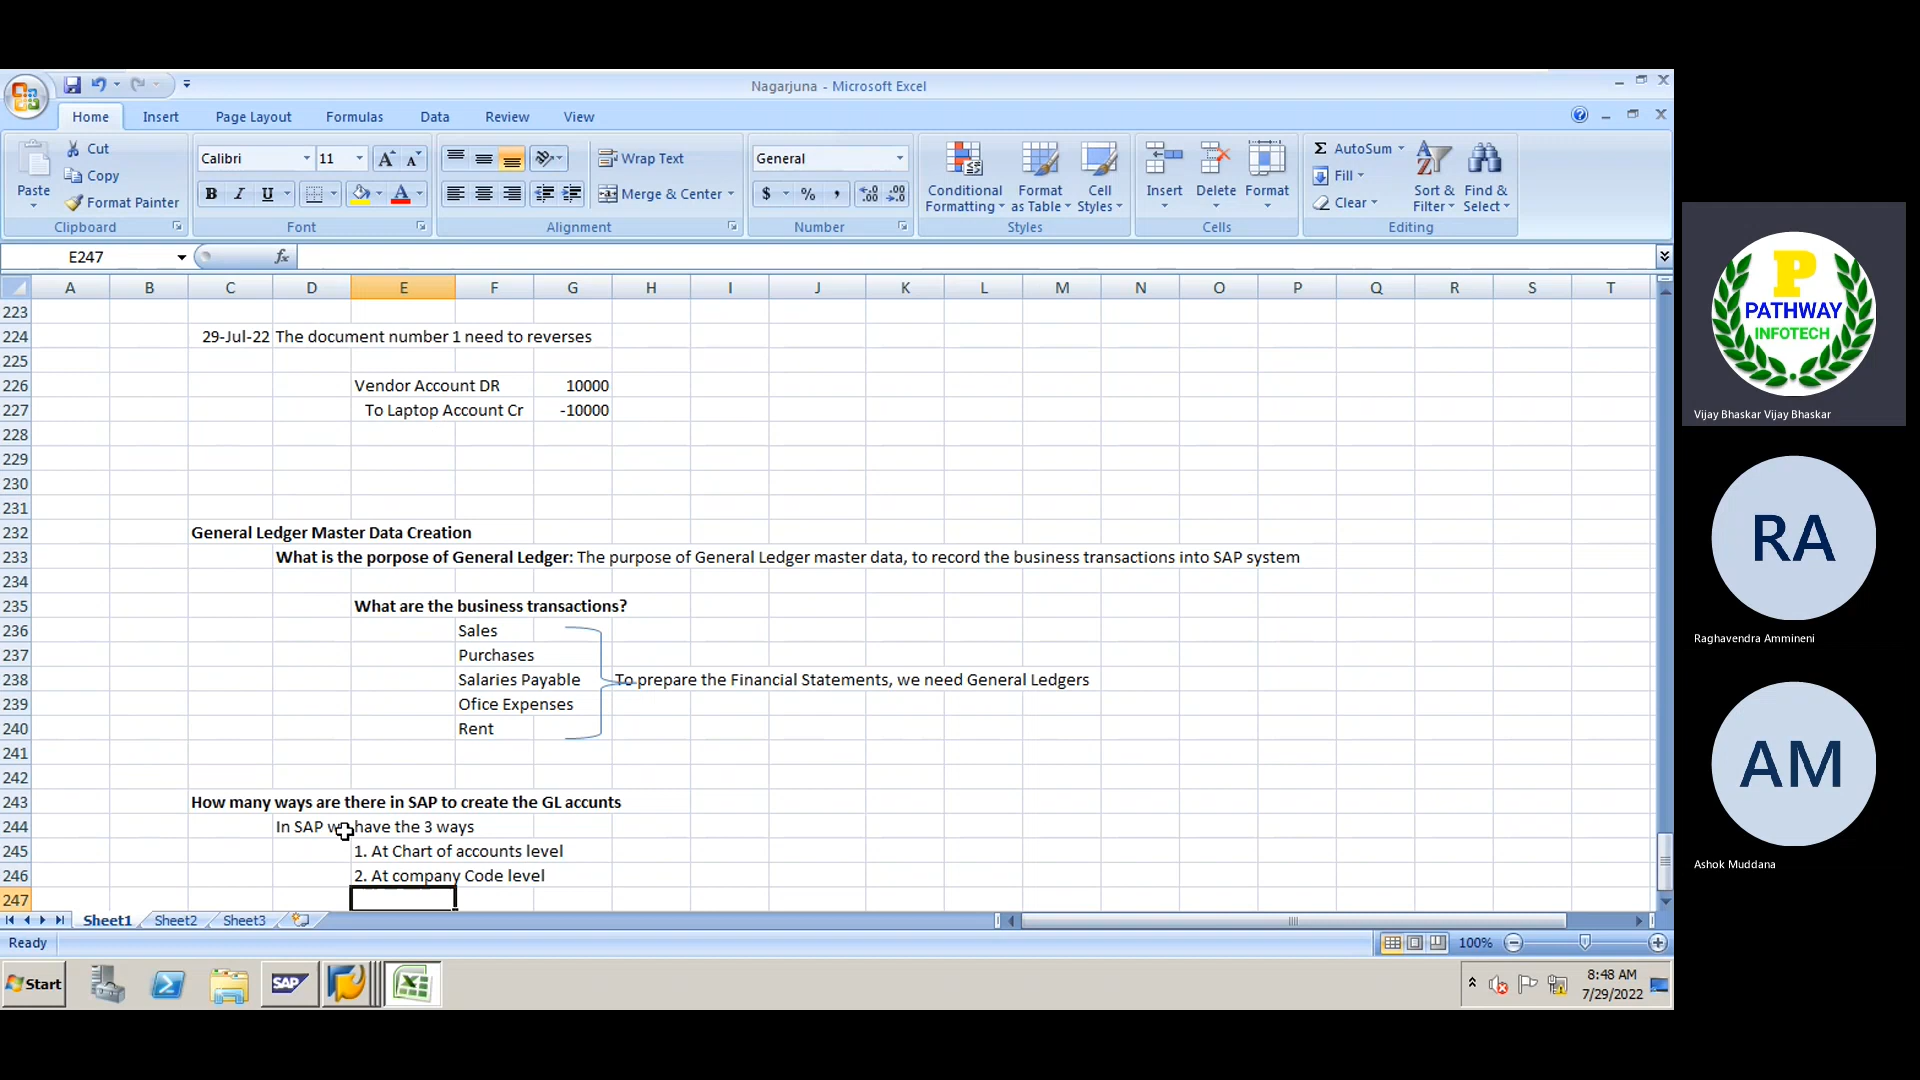 Nagarjuna - Microsoft Excel
Home Insert Page Layout Formulas Data Review View
Paste
Cut
Copy
Format Painter
Clipboard
Calibri 11
B I U
Font
Wrap Text
Merge & Center
Alignment
General
$ % ,
Number
Conditional Formatting
Format as Table
Cell Styles
Styles
Insert Delete Format
Cells
Σ AutoSum
Fill
Clear
Sort & Filter
Find & Select
Editing
E247 fx
A B C D E F G H I J K L M N O P Q R S T
223
224 29-Jul-22 The document number 1 need to reverses
225
226 Vendor Account DR 10000
227 To Laptop Account Cr -10000
228
229
230
231
232 General Ledger Master Data Creation
233 What is the porpose of General Ledger: The purpose of General Ledger master data, to record the business transactions into SAP system
234
235 What are the business transactions?
236 Sales
237 Purchases
238 Salaries Payable To prepare the Financial Statements, we need General Ledgers
239 Ofice Expenses
240 Rent
241
242
243 How many ways are there in SAP to create the GL accunts
244 In SAP have the 3 ways
245 1. At Chart of accounts level
246 2. At company Code level
247
Sheet1 Sheet2 Sheet3
Ready 100%
Start SAP 8:48 AM
7/29/2022
P
PATHWAY
INFOTECH
Vijay Bhaskar Vijay Bhaskar
RA
Raghavendra Ammineni
AM
Ashok Muddana